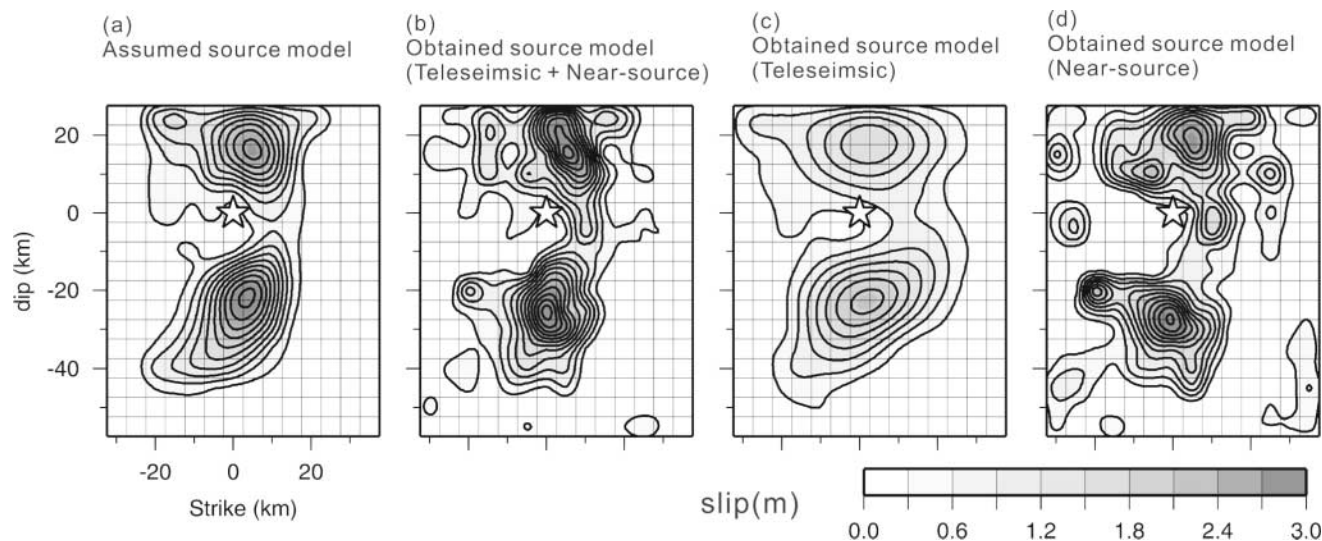 (a)
Assumed source model
(b)
Obtained source model
(Teleseimsic + Near-source)
(c)
Obtained source model
(Teleseimsic)
(d)
Obtained source model
(Near-source)
20
0
-20
-40
dip (km)
-20 0 20
Strike (km)
slip(m)
0.0 0.6 1.2 1.8 2.4 3.0